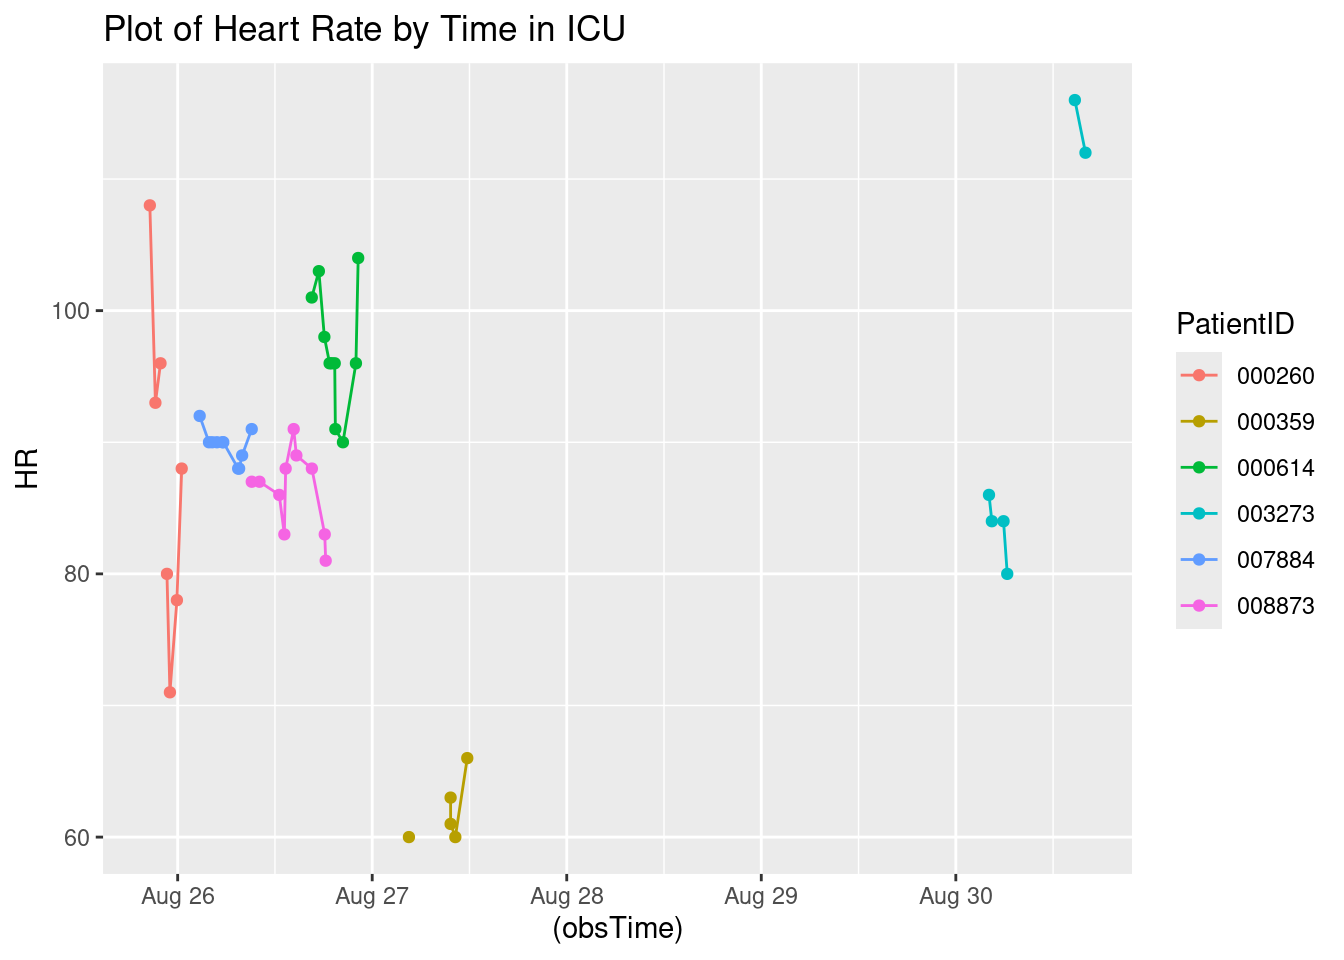 Plot of Heart Rate by Time in ICU
HR
100
80
60
Aug 26
Aug 27
Aug 28
Aug 29
Aug 30
(obsTime)
PatientID
000260
000359
000614
003273
007884
008873